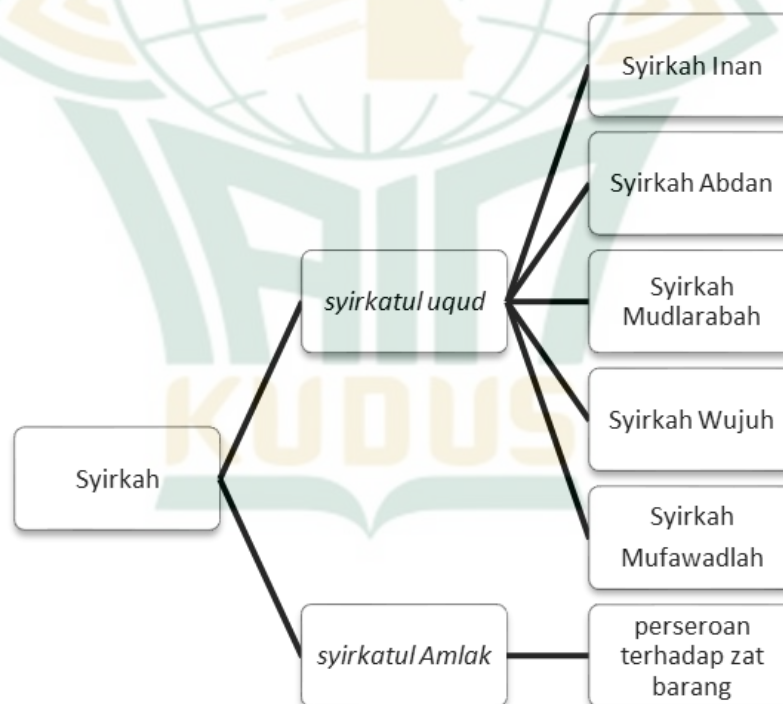 Syirkah
syirkatul uqud
Syirkah Inan
Syirkah Abdan
Syirkah
Mudlarabah
Syirkah Wujuh
Syirkah
Mufawadlah
syirkatul Amlak
perseroan
terhadap zat
barang
IAIN
KUDUS